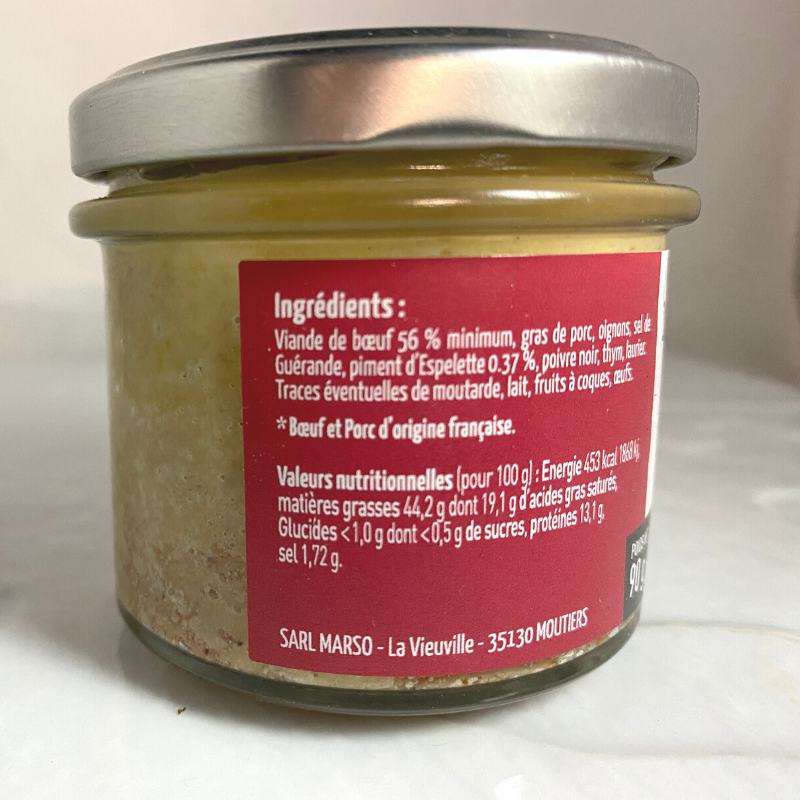 Ingrédients :
Viande de bœuf 56 % minimum, gras de porc, oignons, sel de
Guérande, piment d'Espelette 0.37 %, poivre noir, thym, laurier.
Traces éventuelles de moutarde, lait, fruits à coques, œufs.
* Bœuf et Porc d'origine française.
Valeurs nutritionnelles (pour 100 g) : Energie 453 kcal 1868 kj,
matières grasses 44,2 g dont 19,1 g d'acides gras saturés,
Glucides <1,0 g dont <0,5 g de sucres, protéines 13,1 g,
sel 1,72 g.
SARL MARSO - La Vieuville - 35130 MOUTIERS
90 g